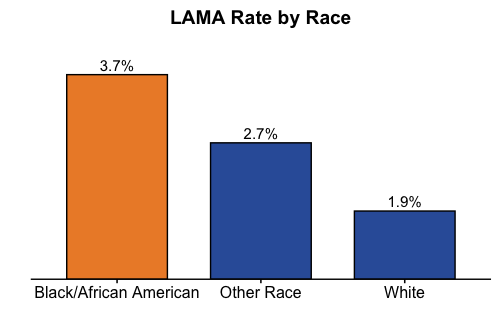 LAMA Rate by Race
3.7%
2.7%
1.9%
Black/African American
Other Race
White